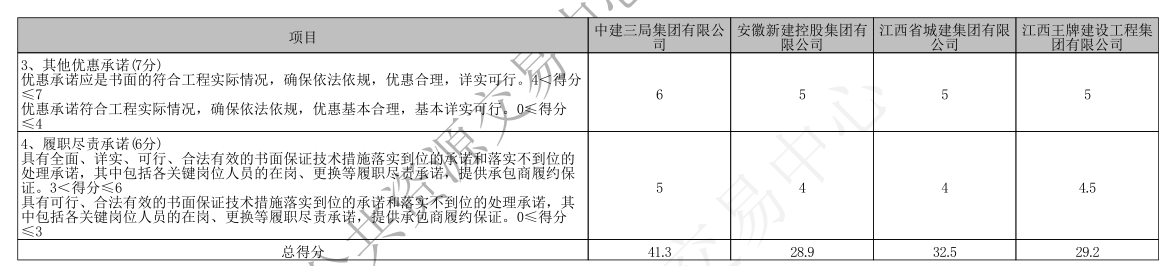 项目
中建三局集团有限公
司
安徽新建控股集团有
限公司
江西省城建集团有限
公司
江西王牌建设工程集
团有限公司
3、其他优惠承诺(7分)
优惠承诺应是书面的符合工程实际情况，确保依法依规，优惠合理，详实可行。4<得分
≤7
优惠承诺符合工程实际情况，确保依法依规，优惠基本合理，基本详实可行。0≤得分
≤4
6
5
5
5
4、履职尽责承诺(6分)
具有全面、详实、可行、合法有效的书面保证技术措施落实到位的承诺和落实不到位的
处理承诺，其中包括各关键岗位人员的在岗、更换等履职尽责承诺，提供承包商履约保
证。3<得分≤6
具有可行、合法有效的书面保证技术措施落实到位的承诺和落实不到位的处理承诺，其
中包括各关键岗位人员的在岗、更换等履职尽责承诺，提供承包商履约保证。0≤得分
≤3
5
4
4
4.5
总得分
41.3
28.9
32.5
29.2
公共资源交易中心
交易中心